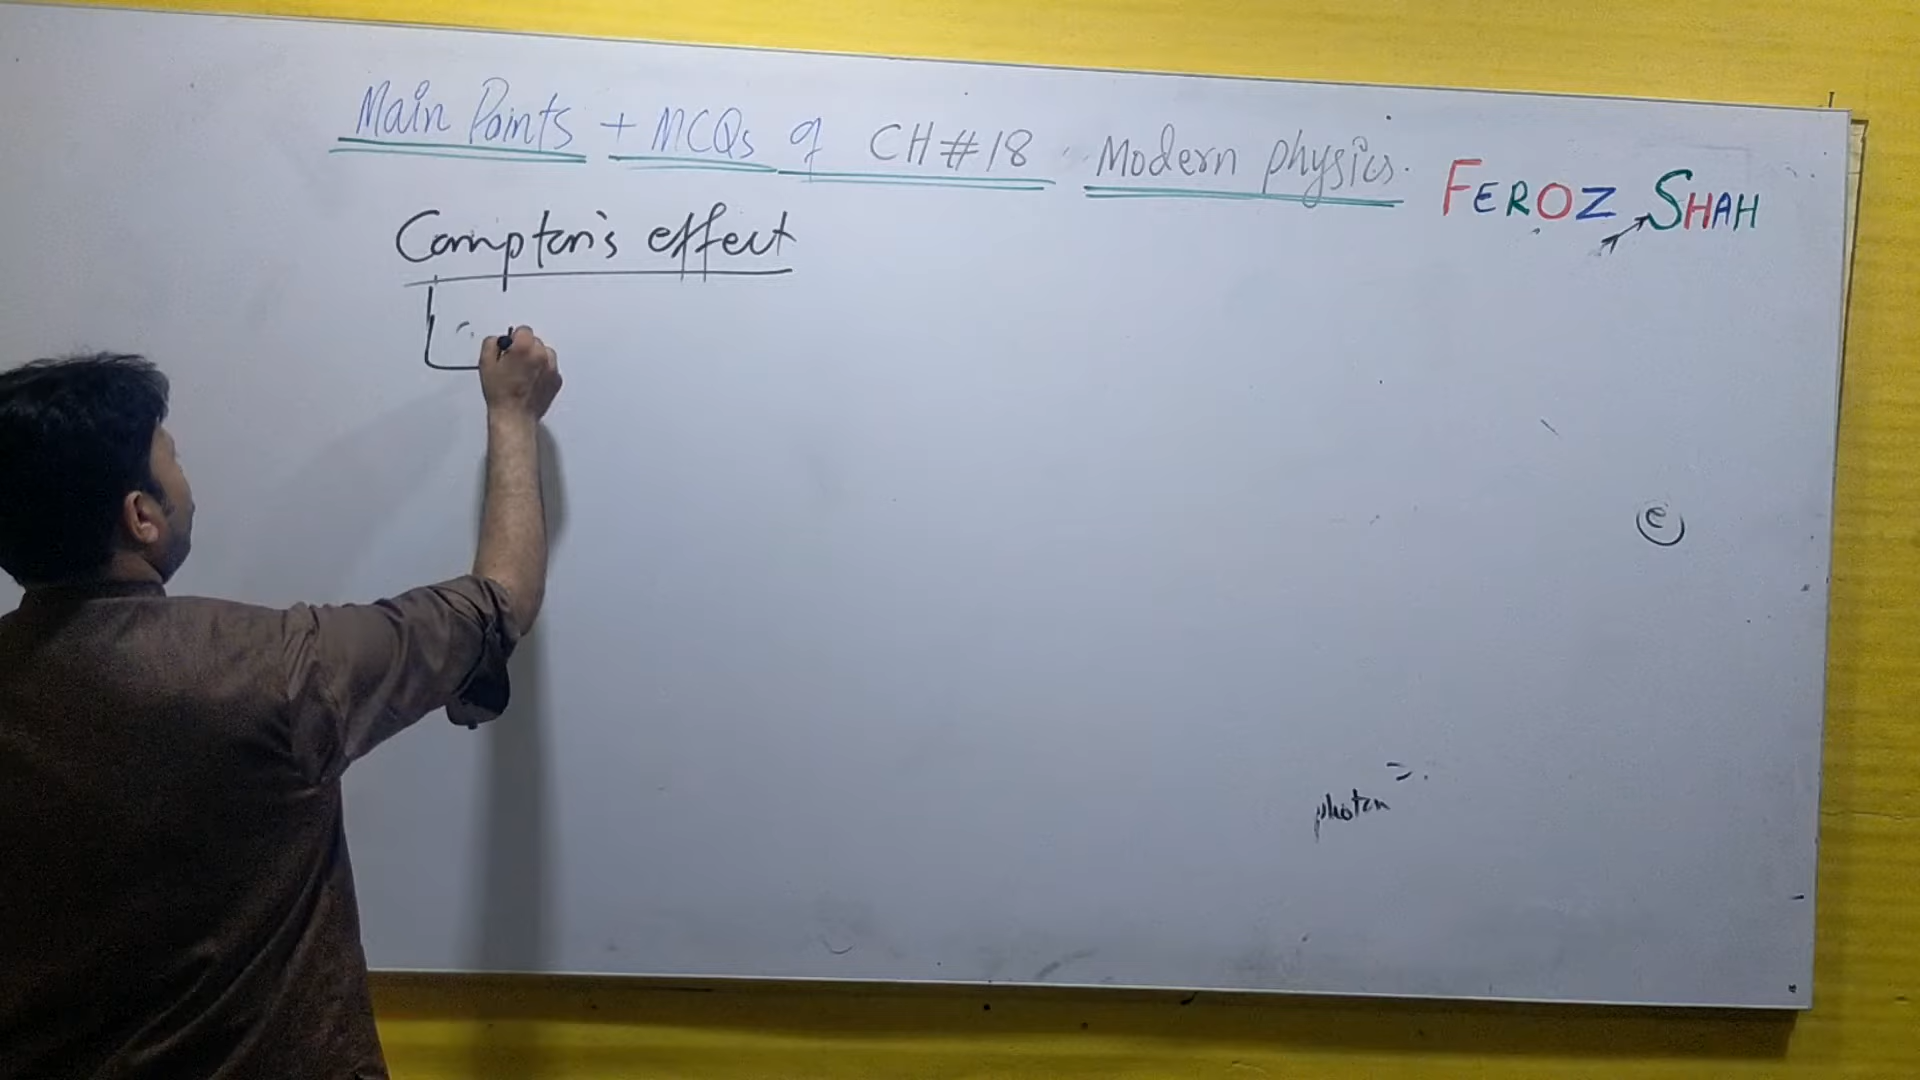 Main Points + MCQs of CH#18 Modern physics.
FEROZ SHAH
Compton's effect
e
photon